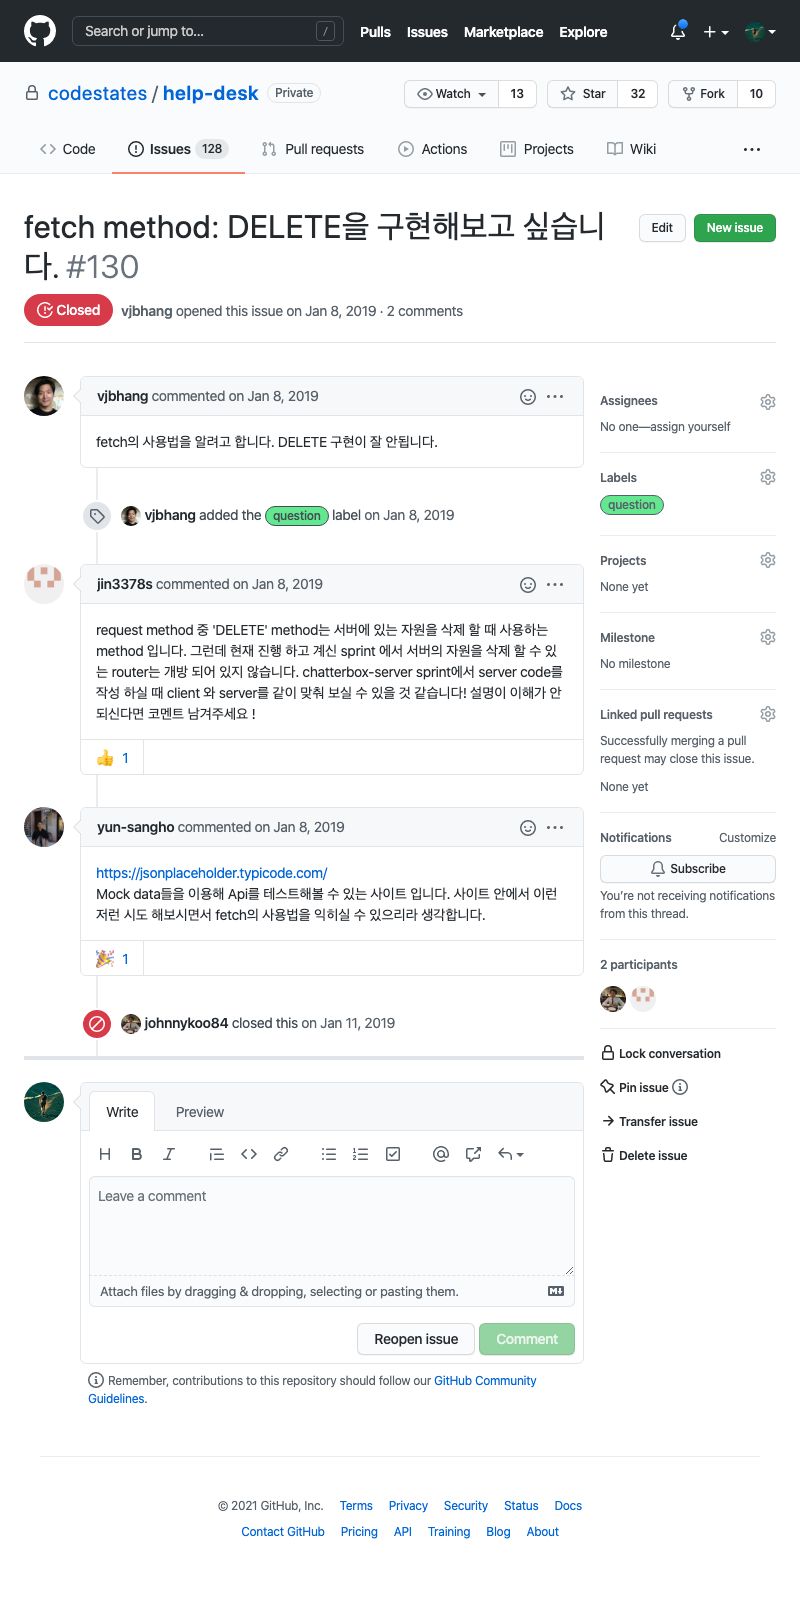 Search or jump to... /
Pulls Issues Marketplace Explore
codestates / help-desk Private
Watch 13 Star 32 Fork 10
Code Issues 128 Pull requests Actions Projects Wiki
fetch method: DELETE을 구현해보고 싶습니
다. #130
Edit New issue
Closed vjbhang opened this issue on Jan 8, 2019 · 2 comments
vjbhang commented on Jan 8, 2019
fetch의 사용법을 알려고 합니다. DELETE 구현이 잘 안됩니다.
vjbhang added the question label on Jan 8, 2019
jin3378s commented on Jan 8, 2019
request method 중 'DELETE' method는 서버에 있는 자원을 삭제 할 때 사용하는
method 입니다. 그런데 현재 진행 하고 계신 sprint 에서 서버의 자원을 삭제 할 수 있
는 router는 개방 되어 있지 않습니다. chatterbox-server sprint에서 server code를
작성 하실 때 client 와 server를 같이 맞춰 보실 수 있을 것 같습니다! 설명이 이해가 안
되신다면 코멘트 남겨주세요 !
👍 1
yun-sangho commented on Jan 8, 2019
https://jsonplaceholder.typicode.com/
Mock data들을 이용해 Api를 테스트해볼 수 있는 사이트 입니다. 사이트 안에서 이런
저런 시도 해보시면서 fetch의 사용법을 익히실 수 있으리라 생각합니다.
🎉 1
johnnykoo84 closed this on Jan 11, 2019
Write Preview
Leave a comment
Attach files by dragging & dropping, selecting or pasting them.
Reopen issue Comment
Remember, contributions to this repository should follow our GitHub Community
Guidelines.
Assignees
No one—assign yourself
Labels
question
Projects
None yet
Milestone
No milestone
Linked pull requests
Successfully merging a pull
request may close this issue.
None yet
Notifications Customize
Subscribe
You're not receiving notifications
from this thread.
2 participants
Lock conversation
Pin issue
Transfer issue
Delete issue
© 2021 GitHub, Inc. Terms Privacy Security Status Docs
Contact GitHub Pricing API Training Blog About